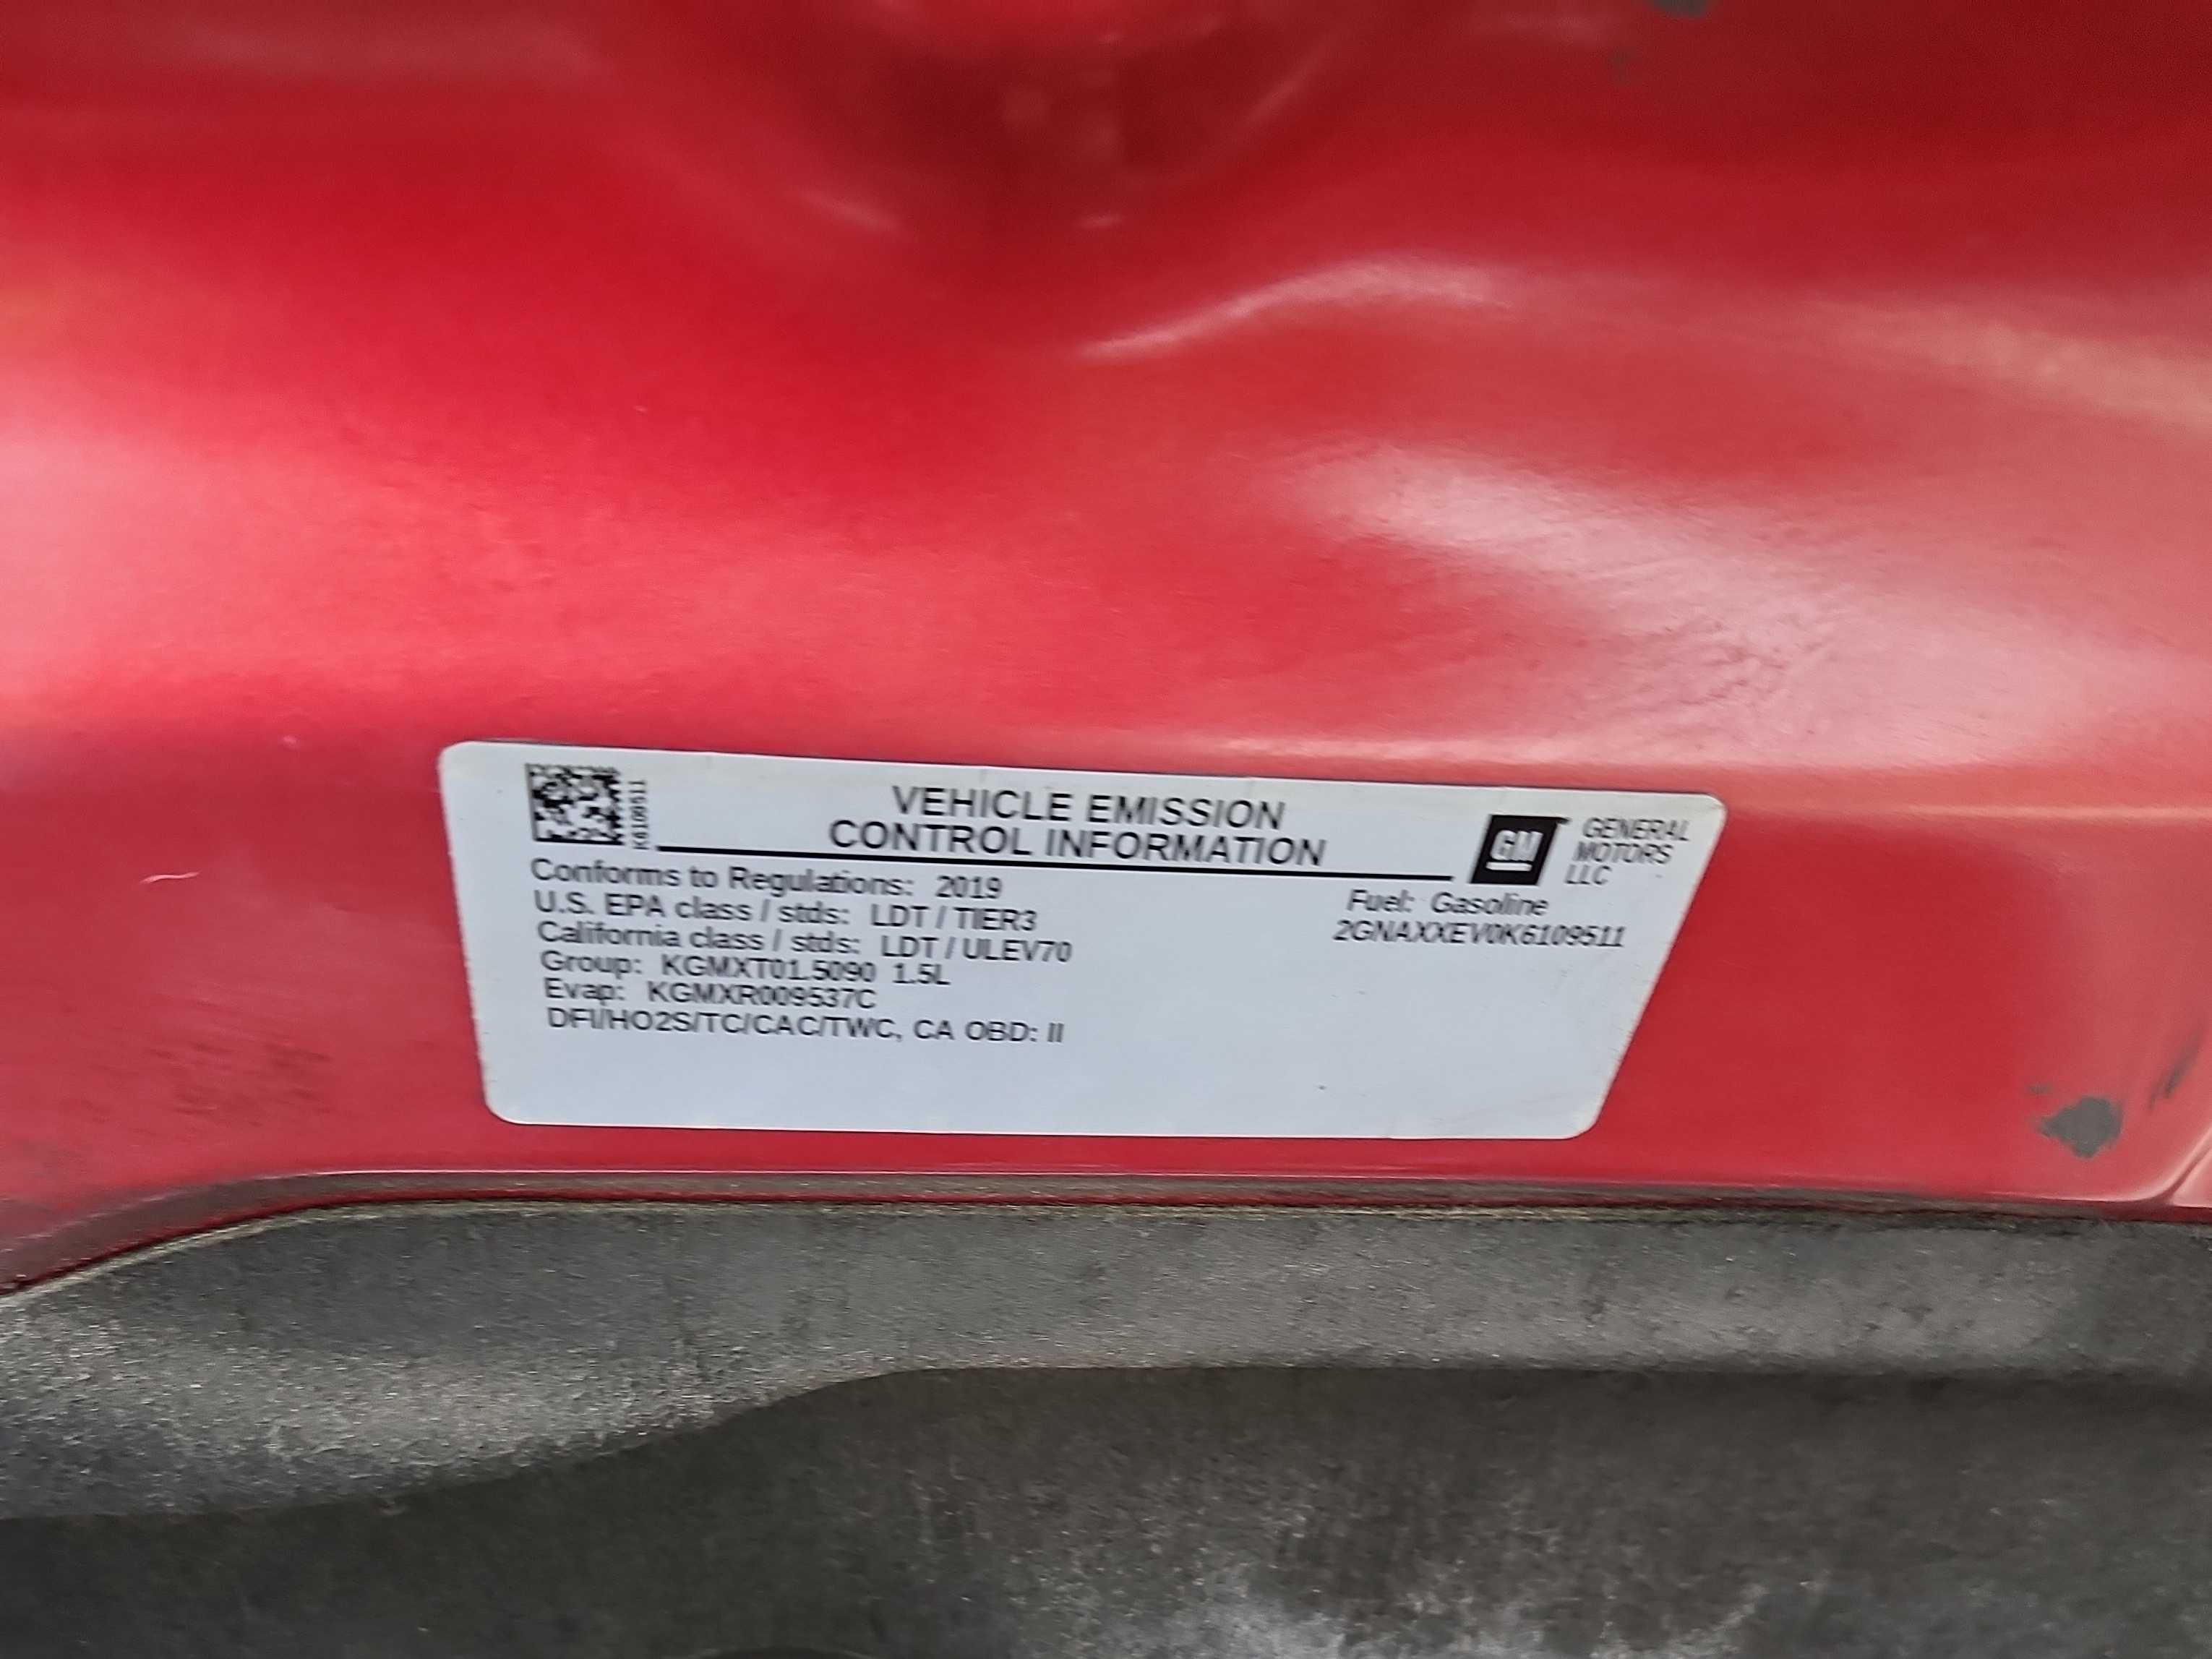 K6109511
VEHICLE EMISSION
CONTROL INFORMATION
GM
GENERAL
MOTORS
LLC
Conforms to Regulations: 2019
U.S. EPA class / stds: LDT / TIER3
California class / stds: LDT / ULEV70
Group: KGMXT01.5090 1.5L
Evap: KGMXR009537C
DFI/HO2S/TC/CAC/TWC, CA OBD: II
Fuel: Gasoline
2GNAXXEV0K6109511